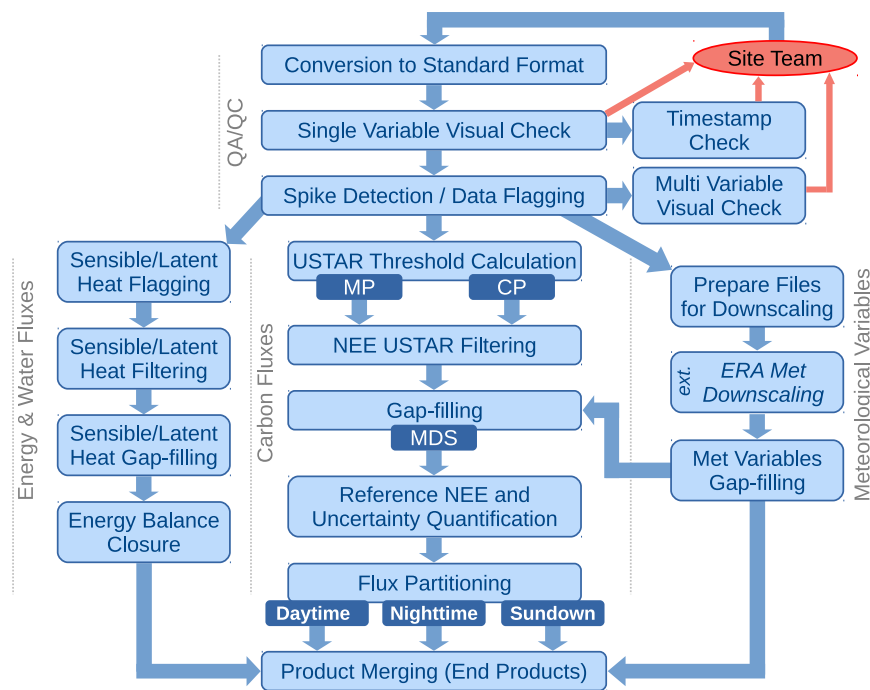 Site Team
Conversion to Standard Format
QA/QC
Single Variable Visual Check
Timestamp
Check
Spike Detection / Data Flagging
Multi Variable
Visual Check
Energy & Water Fluxes
Sensible/Latent
Heat Flagging
Sensible/Latent
Heat Filtering
Sensible/Latent
Heat Gap-filling
Energy Balance
Closure
Carbon Fluxes
USTAR Threshold Calculation
MP
CP
NEE USTAR Filtering
Gap-filling
MDS
Reference NEE and
Uncertainty Quantification
Flux Partitioning
Daytime
Nighttime
Sundown
Meteorological Variables
Prepare Files
for Downscaling
ext.
ERA Met
Downscaling
Met Variables
Gap-filling
Product Merging (End Products)